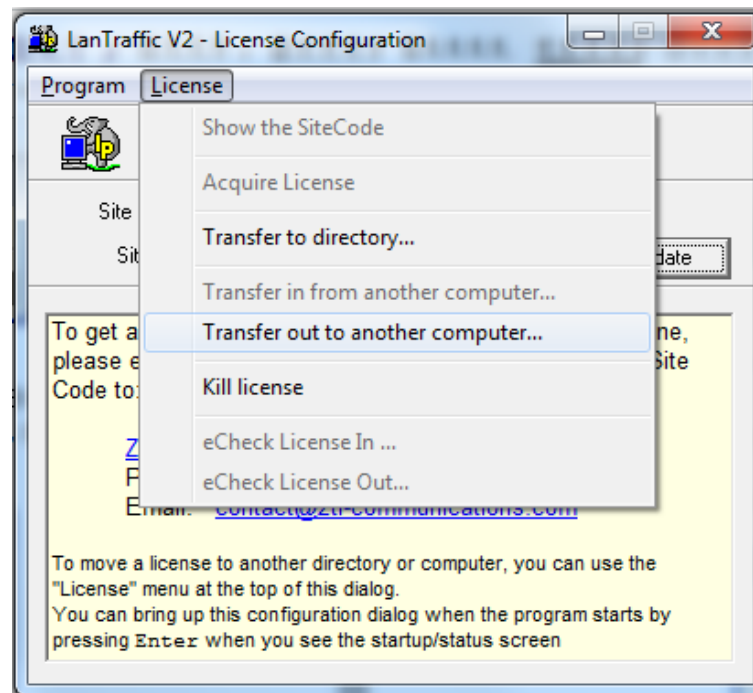 LanTraffic V2 - License Configuration
Program License
Show the SiteCode
Acquire License
Transfer to directory...
Transfer in from another computer...
Transfer out to another computer...
Kill license
eCheck License In ...
eCheck License Out...
Site
To get a
please e
Code to:
Email: contact@zti-communications.com
To move a license to another directory or computer, you can use the
"License" menu at the top of this dialog.
You can bring up this configuration dialog when the program starts by
pressing Enter when you see the startup/status screen